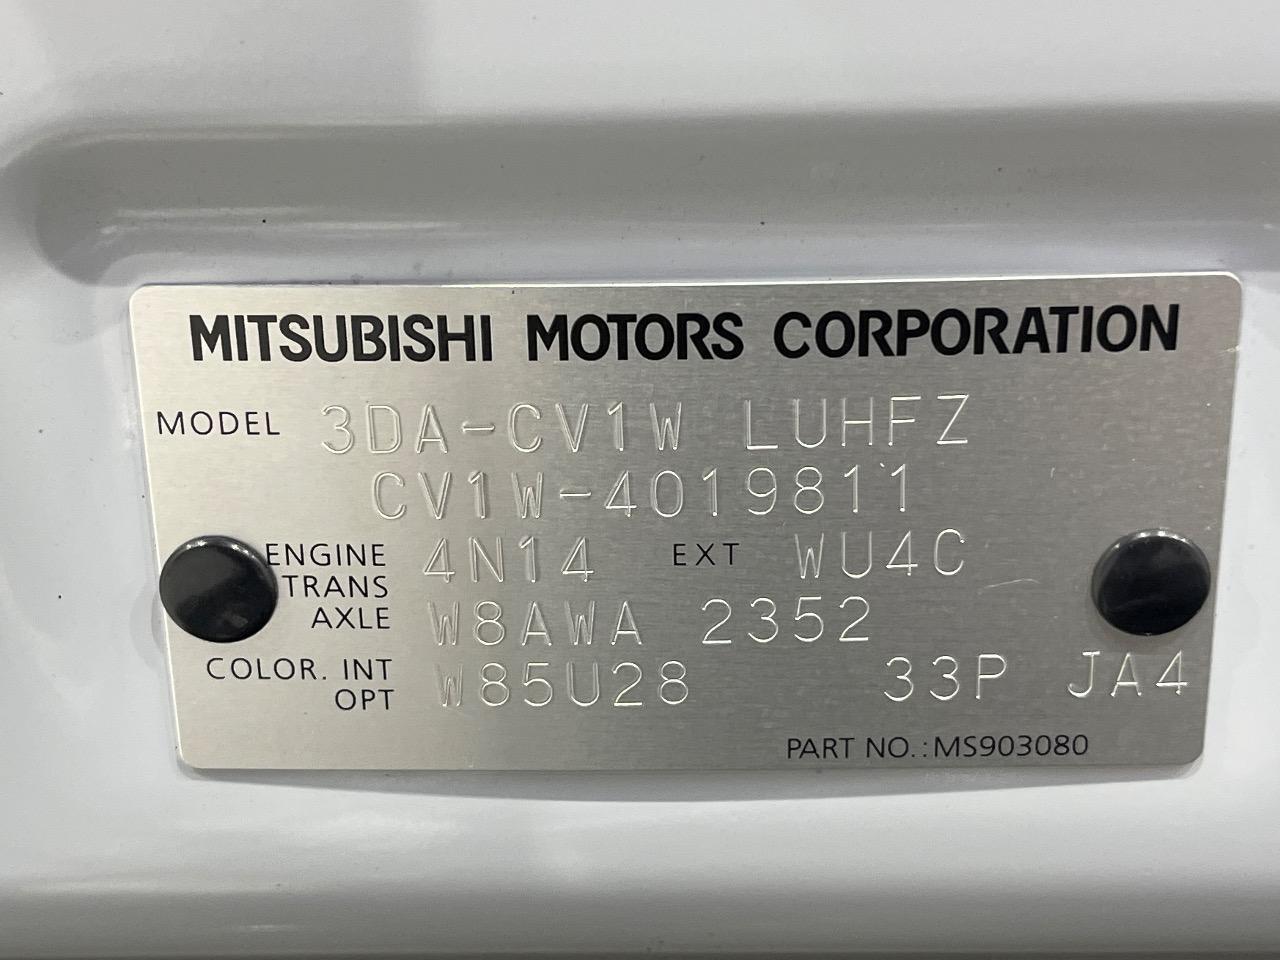 MITSUBISHI MOTORS CORPORATION
MODEL 3DA-CV1W LUHFZ
CV1W-4019811
ENGINE 4N14 EXT WU4C
TRANS
AXLE W8AWA 2352
COLOR. INT W85U28 33P JA4
OPT
PART NO.:MS903080